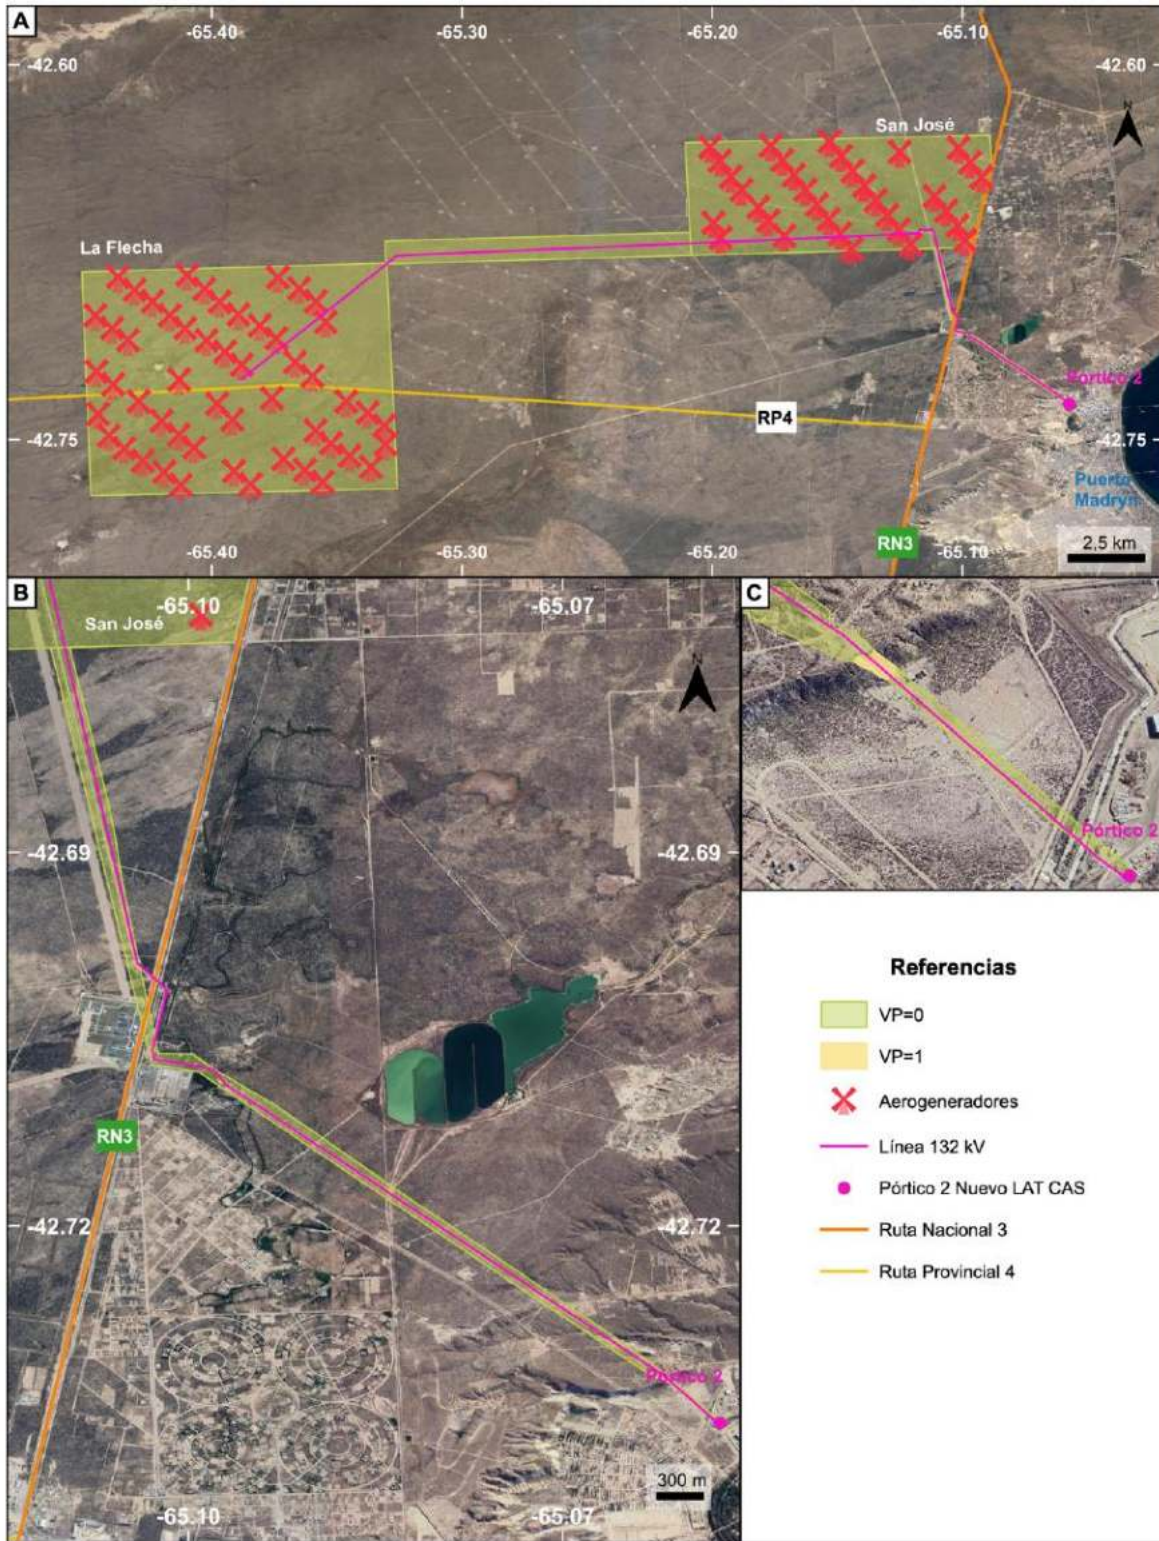 A
-65.40
-65.30
-65.20
-65.10
-42.60
-42.60
N
San José
La Flecha
Pórtico 2
RP4
-42.75
-42.75
Puerto
Madryn
RN3
-65.40
-65.30
-65.20
-65.10
2,5 km
B
-65.10
-65.07
San José
N
-42.69
-42.69
RN3
-42.72
-42.72
Pórtico 2
300 m
-65.10
-65.07
C
Pórtico 2
Referencias
VP=0
VP=1
Aerogeneradores
Línea 132 kV
Pórtico 2 Nuevo LAT CAS
Ruta Nacional 3
Ruta Provincial 4